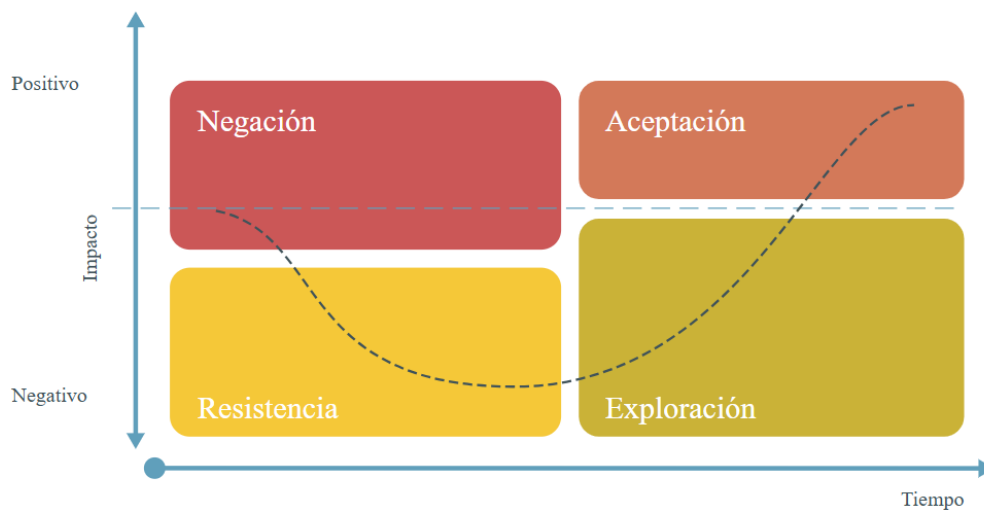 Positivo
Negación
Aceptación
Impacto
Negativo
Resistencia
Exploración
Tiempo